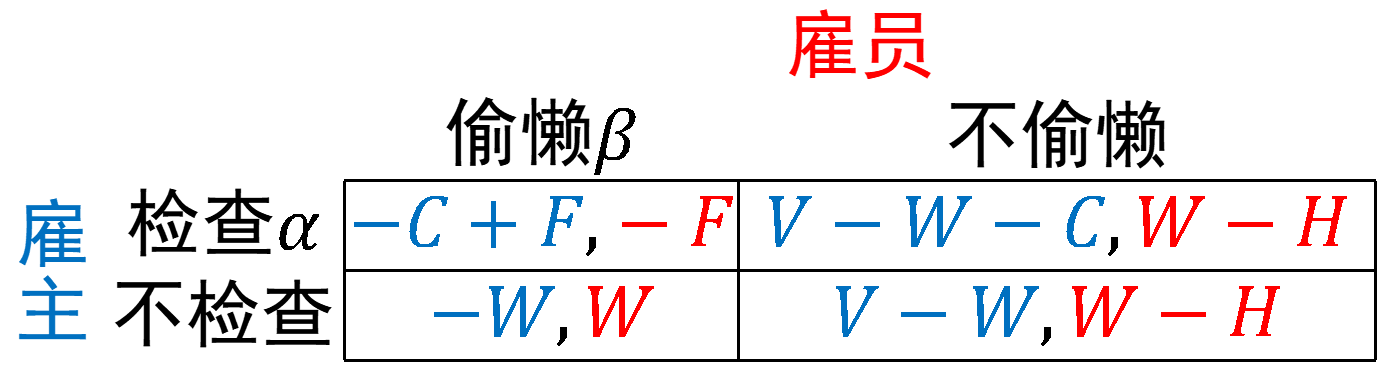 雇员
偷懒β 不偷懒
雇主 检查α −C + F, − F V − W − C, W − H
不检查 −W, W V − W, W − H